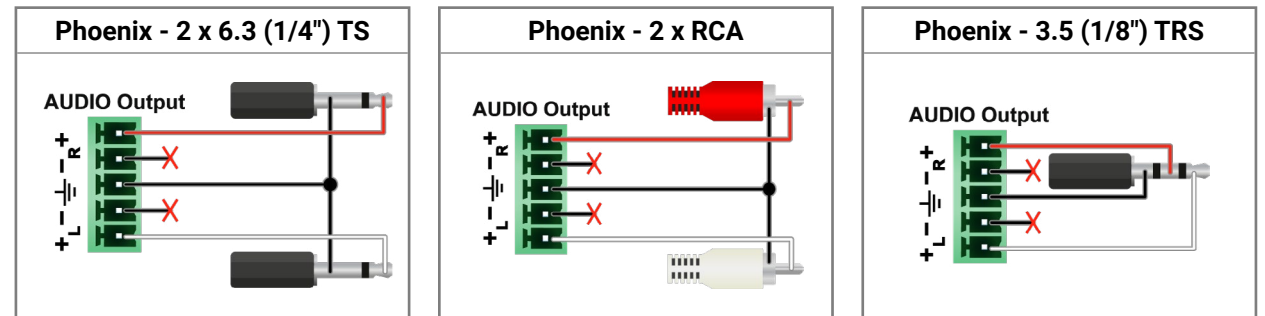 Phoenix - 2 x 6.3 (1/4") TS
AUDIO Output
+
R
-
-
L
+
Phoenix - 2 x RCA
AUDIO Output
+
R
-
-
L
+
Phoenix - 3.5 (1/8") TRS
AUDIO Output
+
R
-
-
L
+